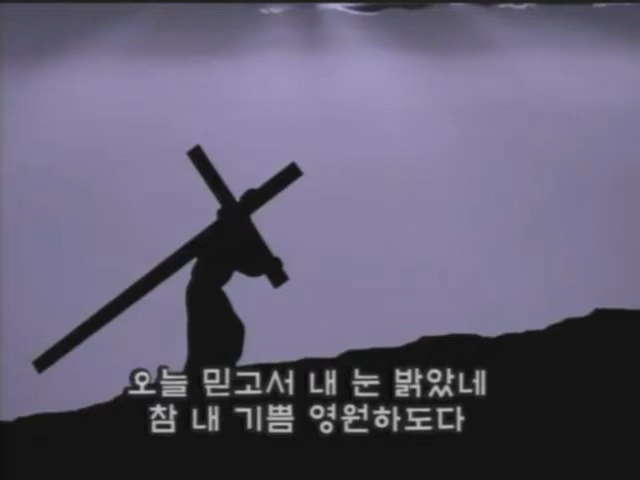 오늘 믿고서 내 눈 밝았네
참 내 기쁨 영원하도다